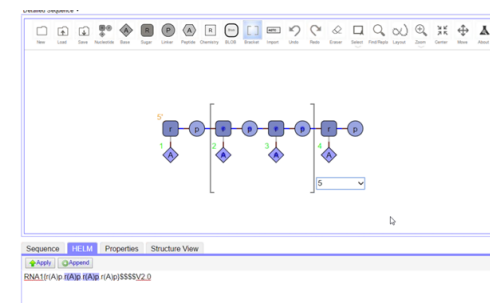 Detailed Sequence
New Load Save Nucleotide Base Sugar Linker Peptide Chemistry BLOB Bracket Import Undo Redo Eraser Select Find/Replace Layout Zoom Center Move About
A R P A R
5'
r p r p r p r p
1 A 2 A 3 A 4 A
5
Sequence HELM Properties Structure View
Apply Append
RNA1{r(A)p.r(A)p.r(A)p.r(A)p}$$$$V2.0